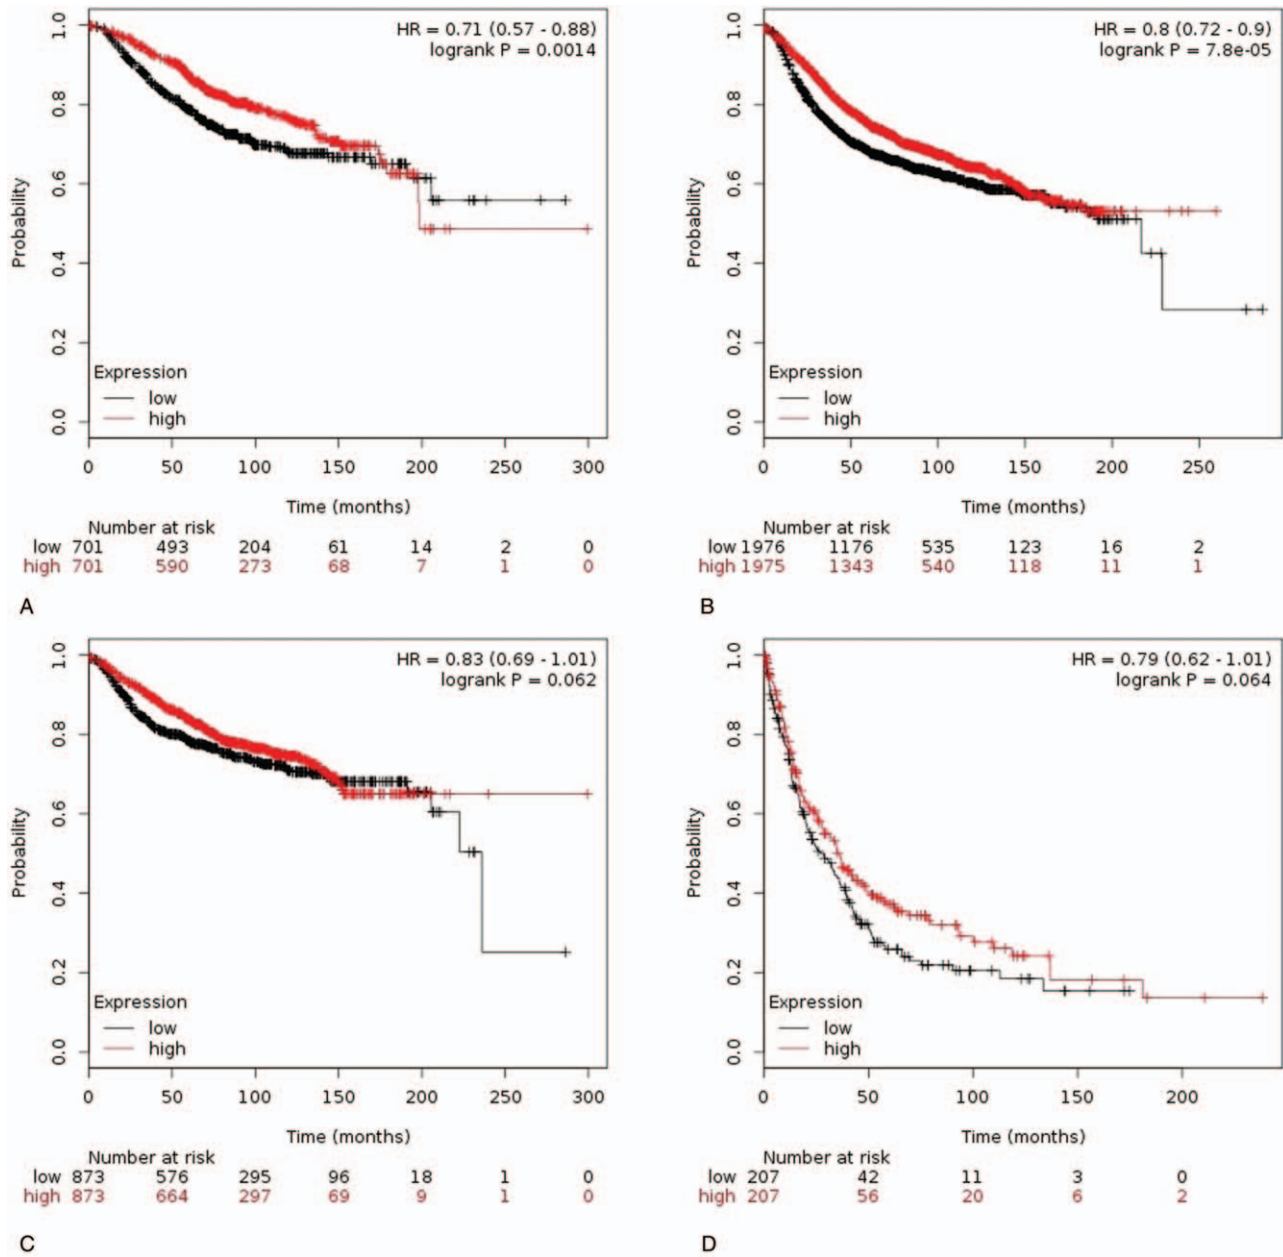 HR = 0.71 (0.57 - 0.88)
logrank P = 0.0014
Probability
1.0
0.8
0.6
0.4
0.2
0.0
Expression
low
high
0 50 100 150 200 250 300
Time (months)
Number at risk
low 701 493 204 61 14 2 0
high 701 590 273 68 7 1 0
A
HR = 0.8 (0.72 - 0.9)
logrank P = 7.8e-05
Probability
1.0
0.8
0.6
0.4
0.2
0.0
Expression
low
high
0 50 100 150 200 250
Time (months)
Number at risk
low 1976 1176 535 123 16 2
high 1975 1343 540 118 11 1
B
HR = 0.83 (0.69 - 1.01)
logrank P = 0.062
Probability
1.0
0.8
0.6
0.4
0.2
0.0
Expression
low
high
0 50 100 150 200 250 300
Time (months)
Number at risk
low 873 576 295 96 18 1 0
high 873 664 297 69 9 1 0
C
HR = 0.79 (0.62 - 1.01)
logrank P = 0.064
Probability
1.0
0.8
0.6
0.4
0.2
0.0
Expression
low
high
0 50 100 150 200
Time (months)
Number at risk
low 207 42 11 3 0
high 207 56 20 6 2
D